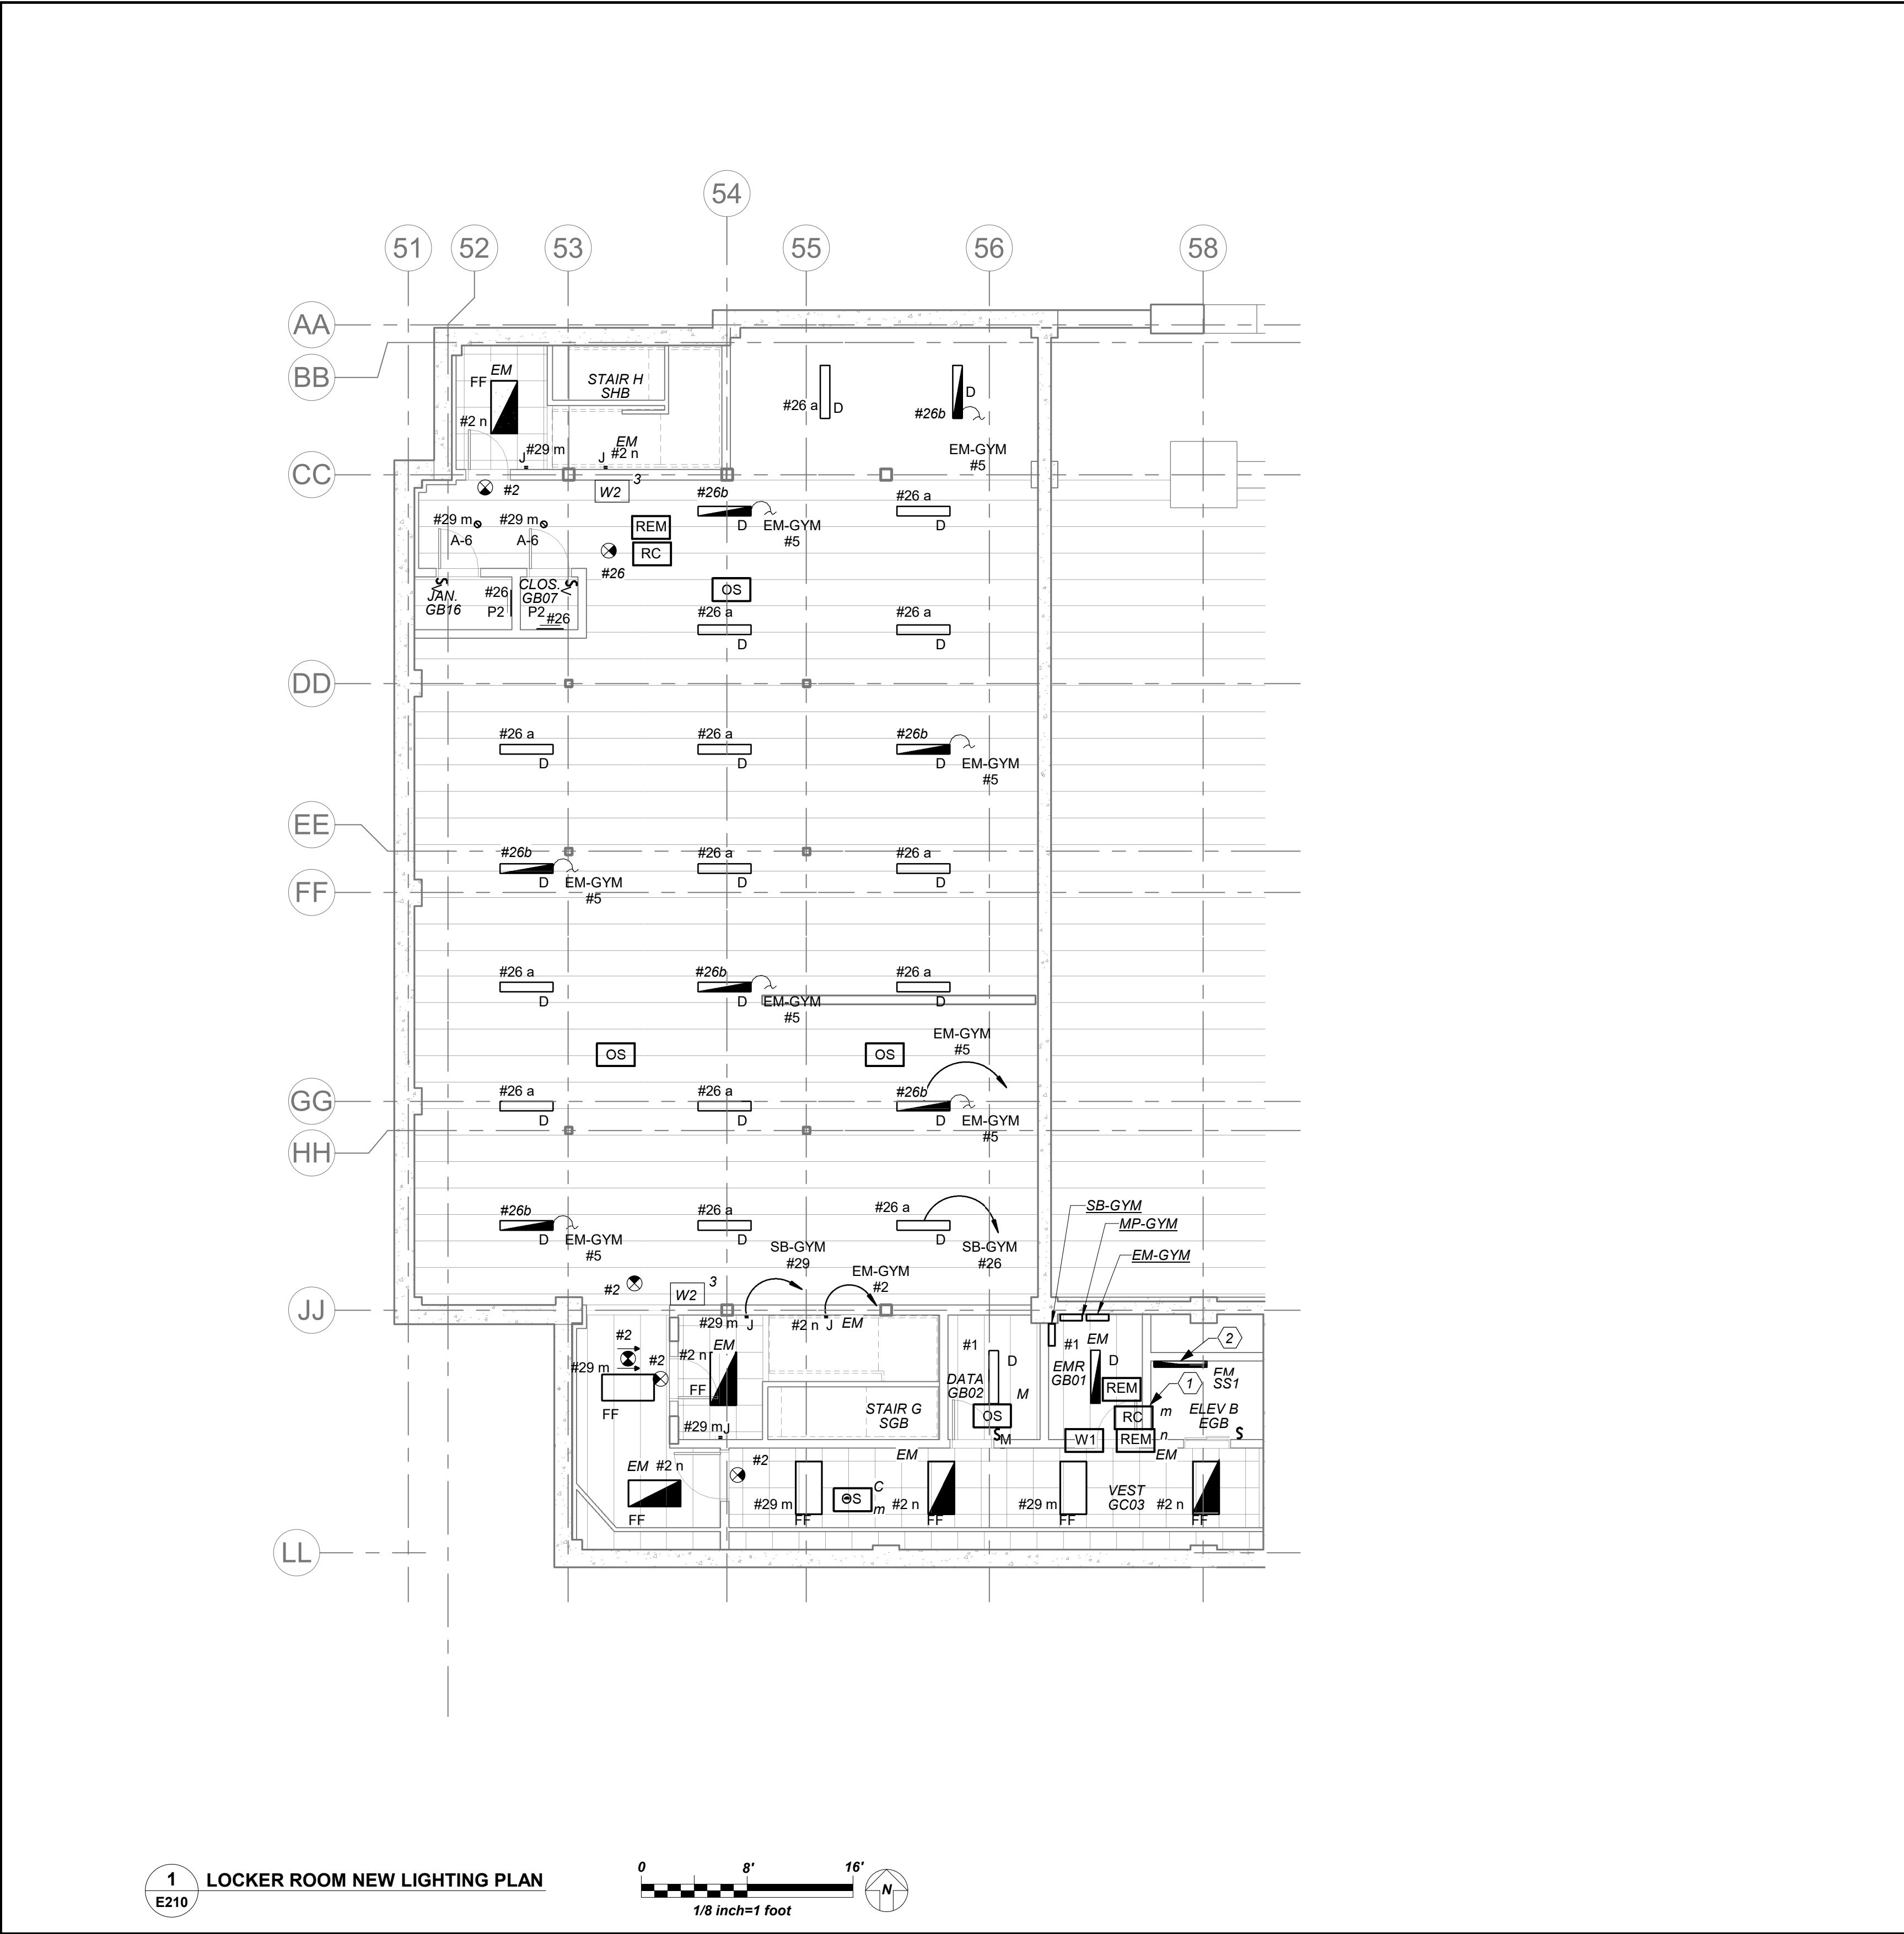 54
51
52
53
55
56
58
AA
BB
EM
FF
STAIR H
SHB
#26 a
D
D
#26b
#2 n
#29 m
J
EM
J
#2 n
EM-GYM
#5
CC
#2
W2
3
#26b
D
EM-GYM
#5
#26 a
D
#29 m
A-6
#29 m
A-6
REM
RC
#26
OS
JAN.
GB16
#26
P2
CLOS.
GB07
P2
#26
#26 a
D
#26 a
D
DD
#26 a
D
#26 a
D
#26b
D
EM-GYM
#5
EE
#26b
D
EM-GYM
#5
#26 a
D
#26 a
D
FF
#26 a
D
#26b
D
EM-GYM
#5
#26 a
D
OS
OS
EM-GYM
#5
GG
#26 a
D
#26 a
D
#26b
D
EM-GYM
#5
HH
#26b
D
EM-GYM
#5
#26 a
D
#26 a
D
SB-GYM
#29
SB-GYM
#26
SB-GYM
MP-GYM
EM-GYM
#2
W2
3
EM-GYM
#2
JJ
#29 m
J
#2 n
J
EM
#2
#29 m
#2
FF
#2 n
EM
FF
#29 m
J
STAIR G
SGB
#1
D
DATA
GB02
M
OS
S
M
#1
EM
D
EMR
GB01
REM
RC
m
REM
n
W1
2
1
EM
SS1
ELEV B
EGB
S
EM
#2 n
FF
#2
#29 m
FF
OS
C
m
EM
#2 n
FF
#29 m
FF
VEST
GC03
EM
#2 n
FF
LL
1
E210
LOCKER ROOM NEW LIGHTING PLAN
0
8'
16'
1/8 inch=1 foot
N